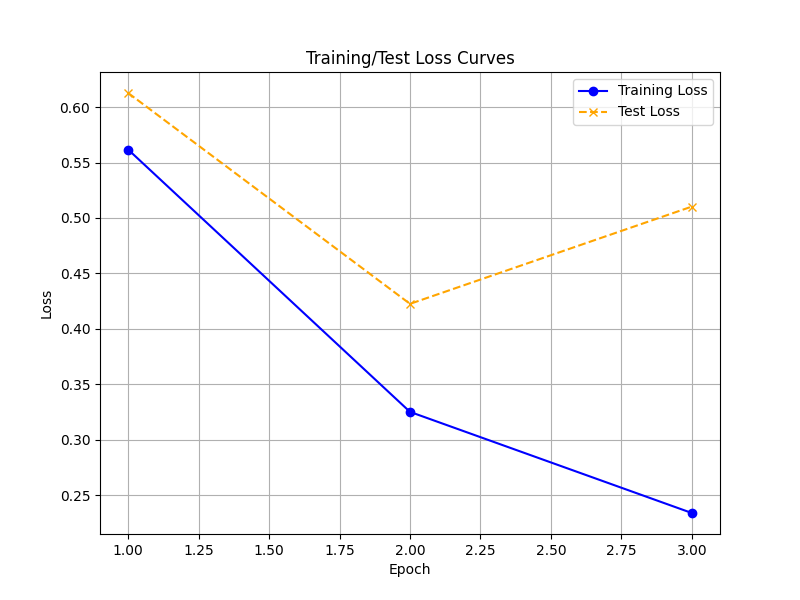 Training/Test Loss Curves
Training Loss
Test Loss
Loss
0.60
0.55
0.50
0.45
0.40
0.35
0.30
0.25
1.00 1.25 1.50 1.75 2.00 2.25 2.50 2.75 3.00
Epoch